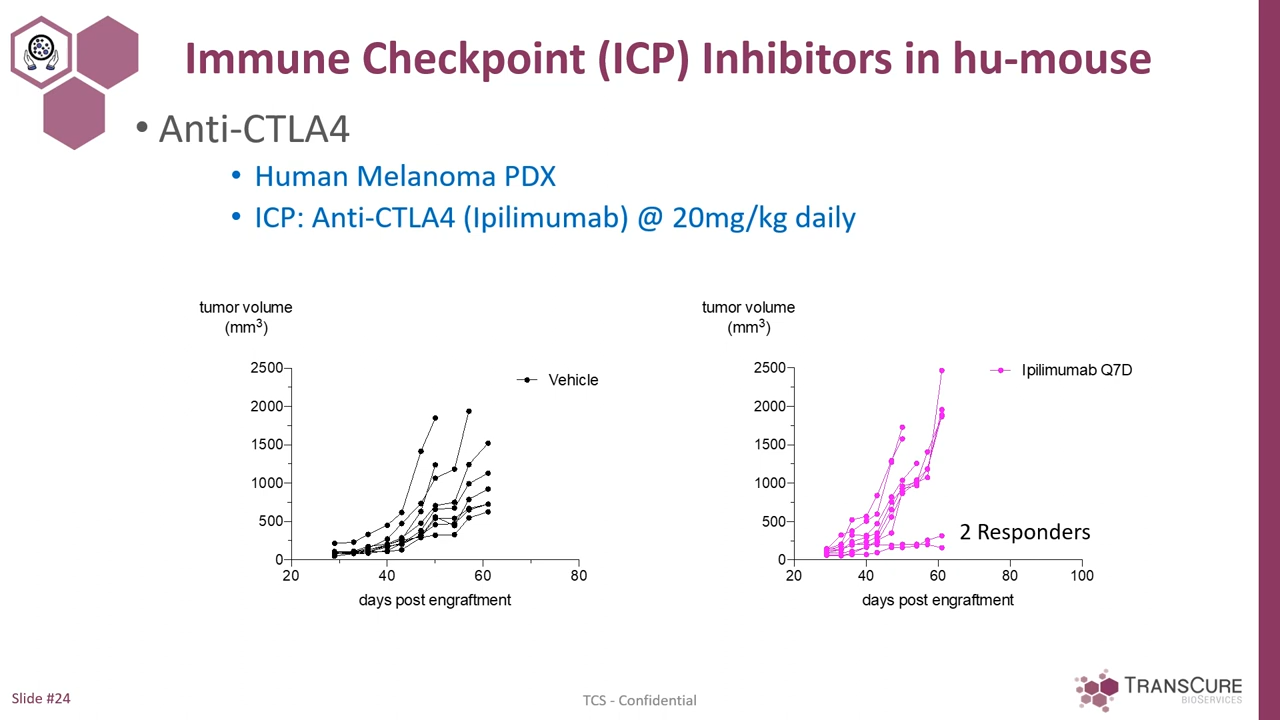 Immune Checkpoint (ICP) Inhibitors in hu-mouse
• Anti-CTLA4
• Human Melanoma PDX
• ICP: Anti-CTLA4 (Ipilimumab) @ 20mg/kg daily
tumor volume
(mm³)
2500
2000
1500
1000
500
0
20 40 60 80
days post engraftment
Vehicle
tumor volume
(mm³)
2500
2000
1500
1000
500
0
20 40 60 80 100
days post engraftment
Ipilimumab Q7D
2 Responders
Slide #24
TCS - Confidential
TRANSCURE
BIOSERVICES